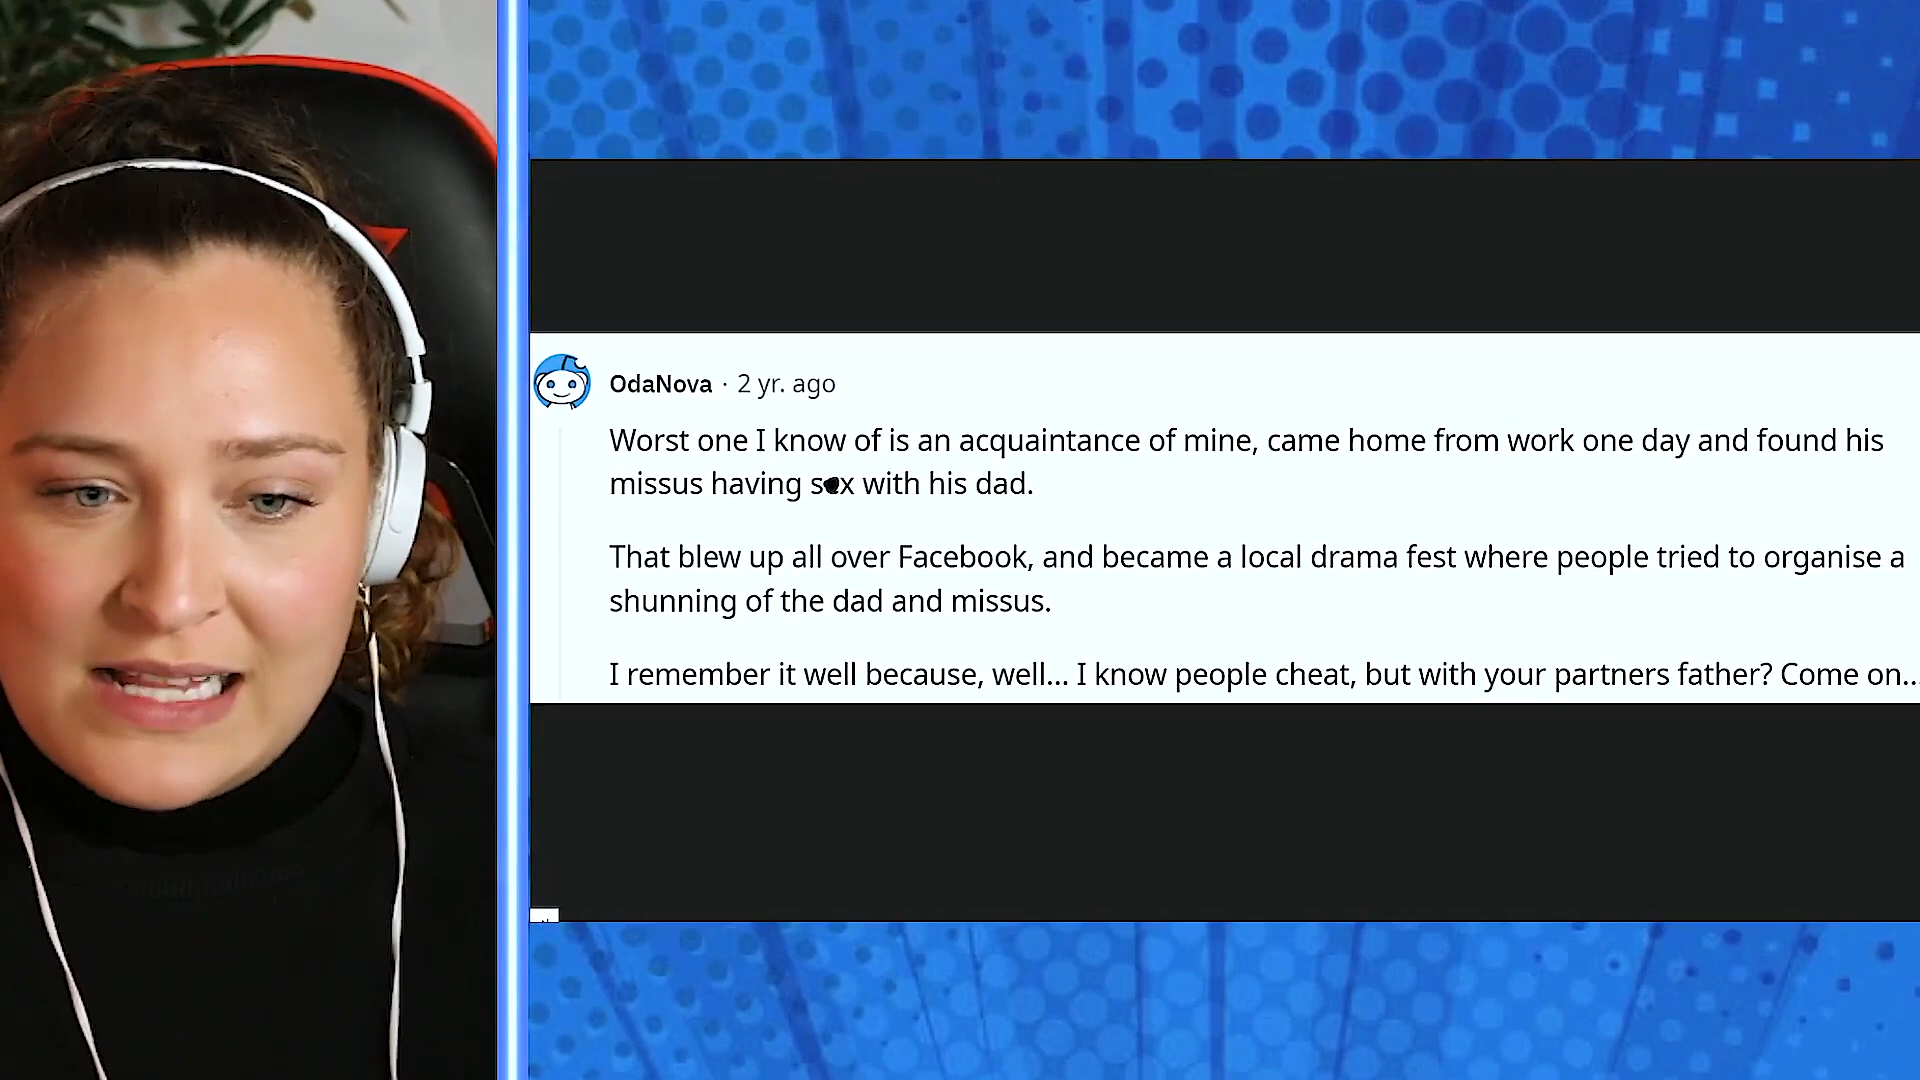 OdaNova · 2 yr. ago
Worst one I know of is an acquaintance of mine, came home from work one day and found his
missus having sex with his dad.
That blew up all over Facebook, and became a local drama fest where people tried to organise a
shunning of the dad and missus.
I remember it well because, well... I know people cheat, but with your partners father? Come on...